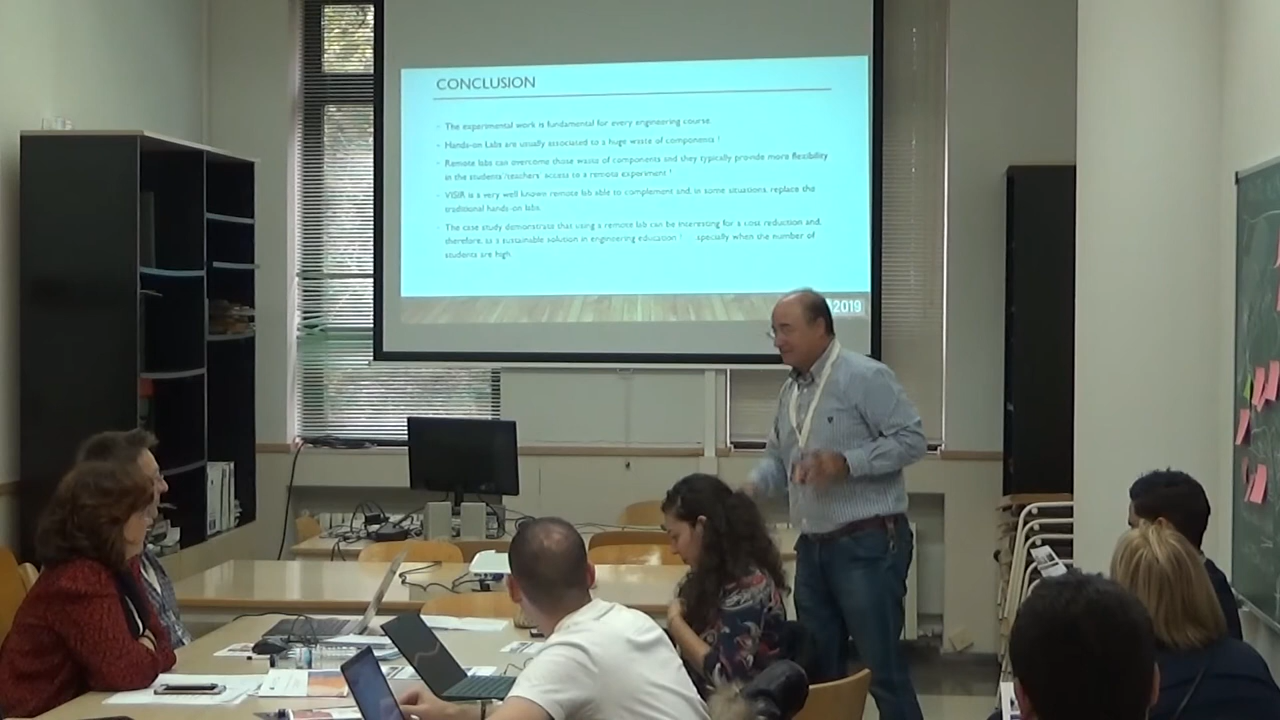 CONCLUSION
The experimental work is fundamental for every engineering course.
Hands-on Labs are usually associated to a huge waste of components
Remote labs can overcome those waste of components and they typically provide more flexibility
in the students'/teachers' access to a remote experiment
VISIR is a very well known remote lab able to complement and, in some situations, replace the
traditional hands-on labs.
The case study demonstrate that using a remote lab can be interesting for a cost reduction and,
therefore, as a sustainable solution in engineering education specially when the number of
students are high.
2019